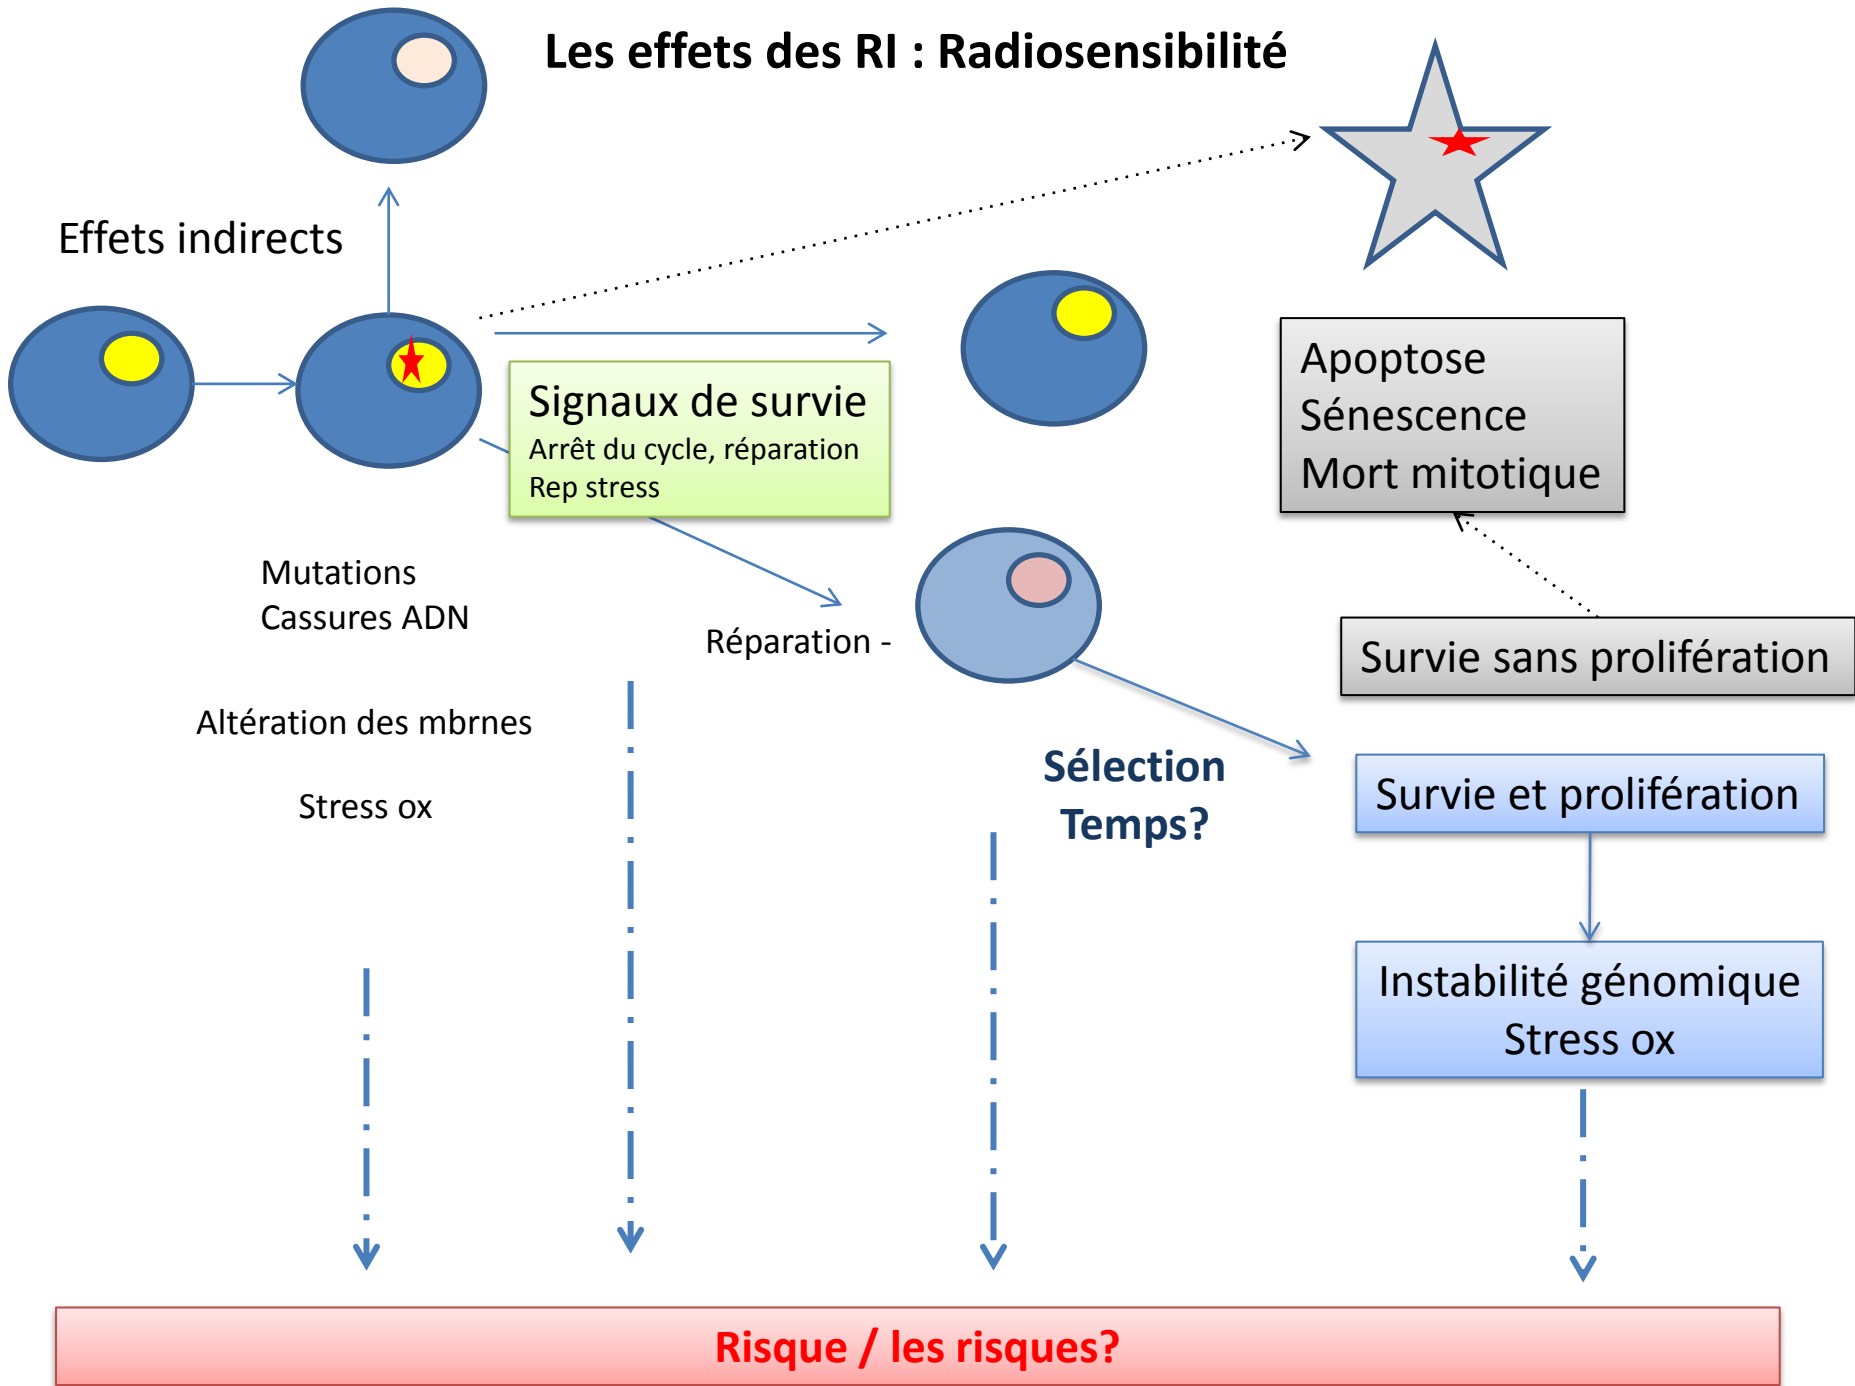 Les effets des RI : Radiosensibilité
Effets indirects
Signaux de survie
Arrêt du cycle, réparation
Rep stress
Apoptose
Sénescence
Mort mitotique
Mutations
Cassures ADN
Réparation -
Survie sans prolifération
Altération des mbrnes
Sélection
Temps?
Survie et prolifération
Stress ox
Instabilité génomique
Stress ox
Risque / les risques?